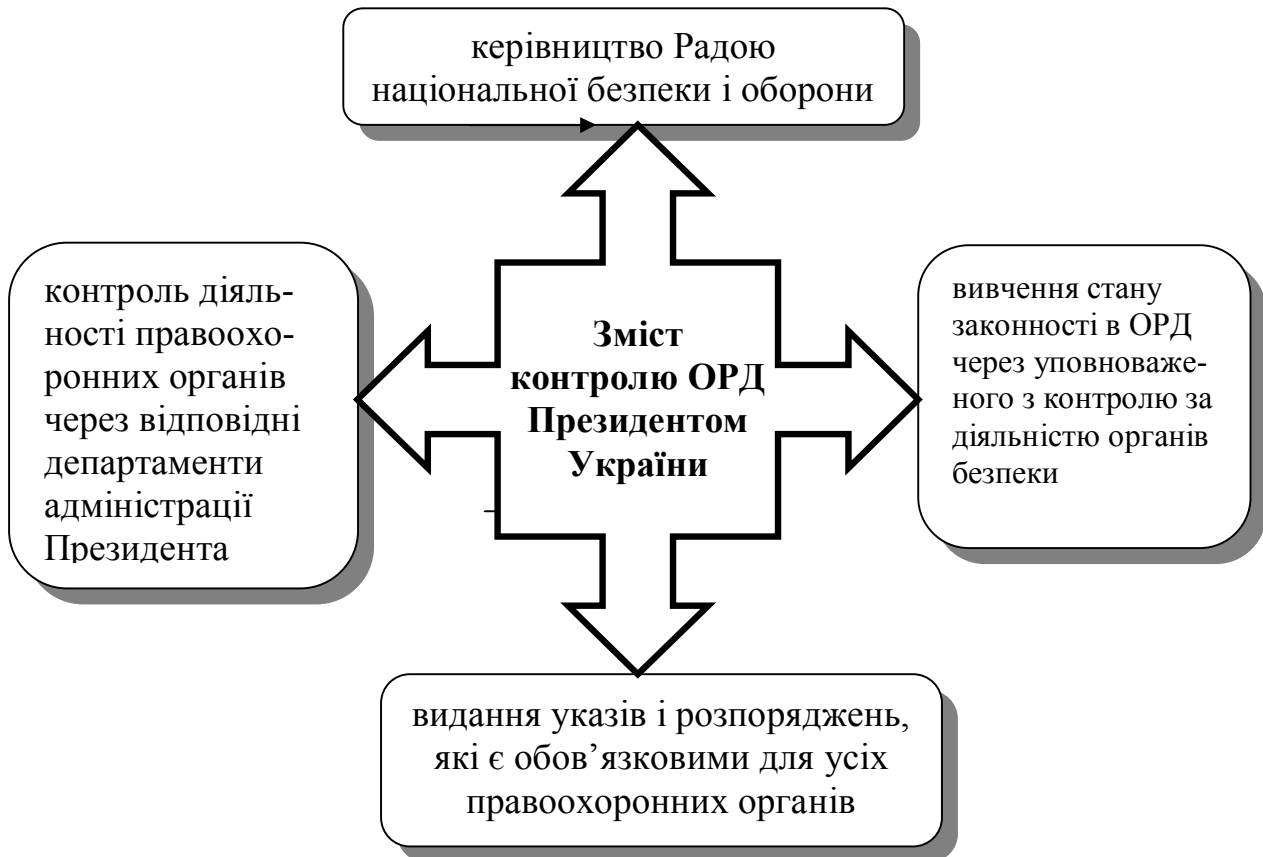 керівництво Радою
національної безпеки і оборони
контроль діяль-
ності правоохо-
ронних органів
через відповідні
департаменти
адміністрації
Президента
Зміст
контролю ОРД
Президентом
України
вивчення стану
законності в ОРД
через уповноваже-
ного з контролю за
діяльністю органів
безпеки
видання указів і розпоряджень,
які є обов’язковими для усіх
правоохоронних органів